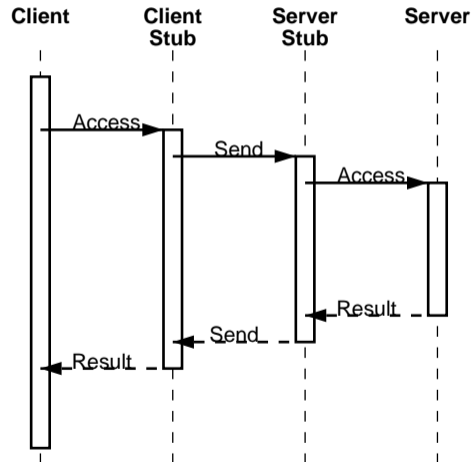 Client
Client
Stub
Server
Stub
Server
Access
Send
Access
Result
Send
Result